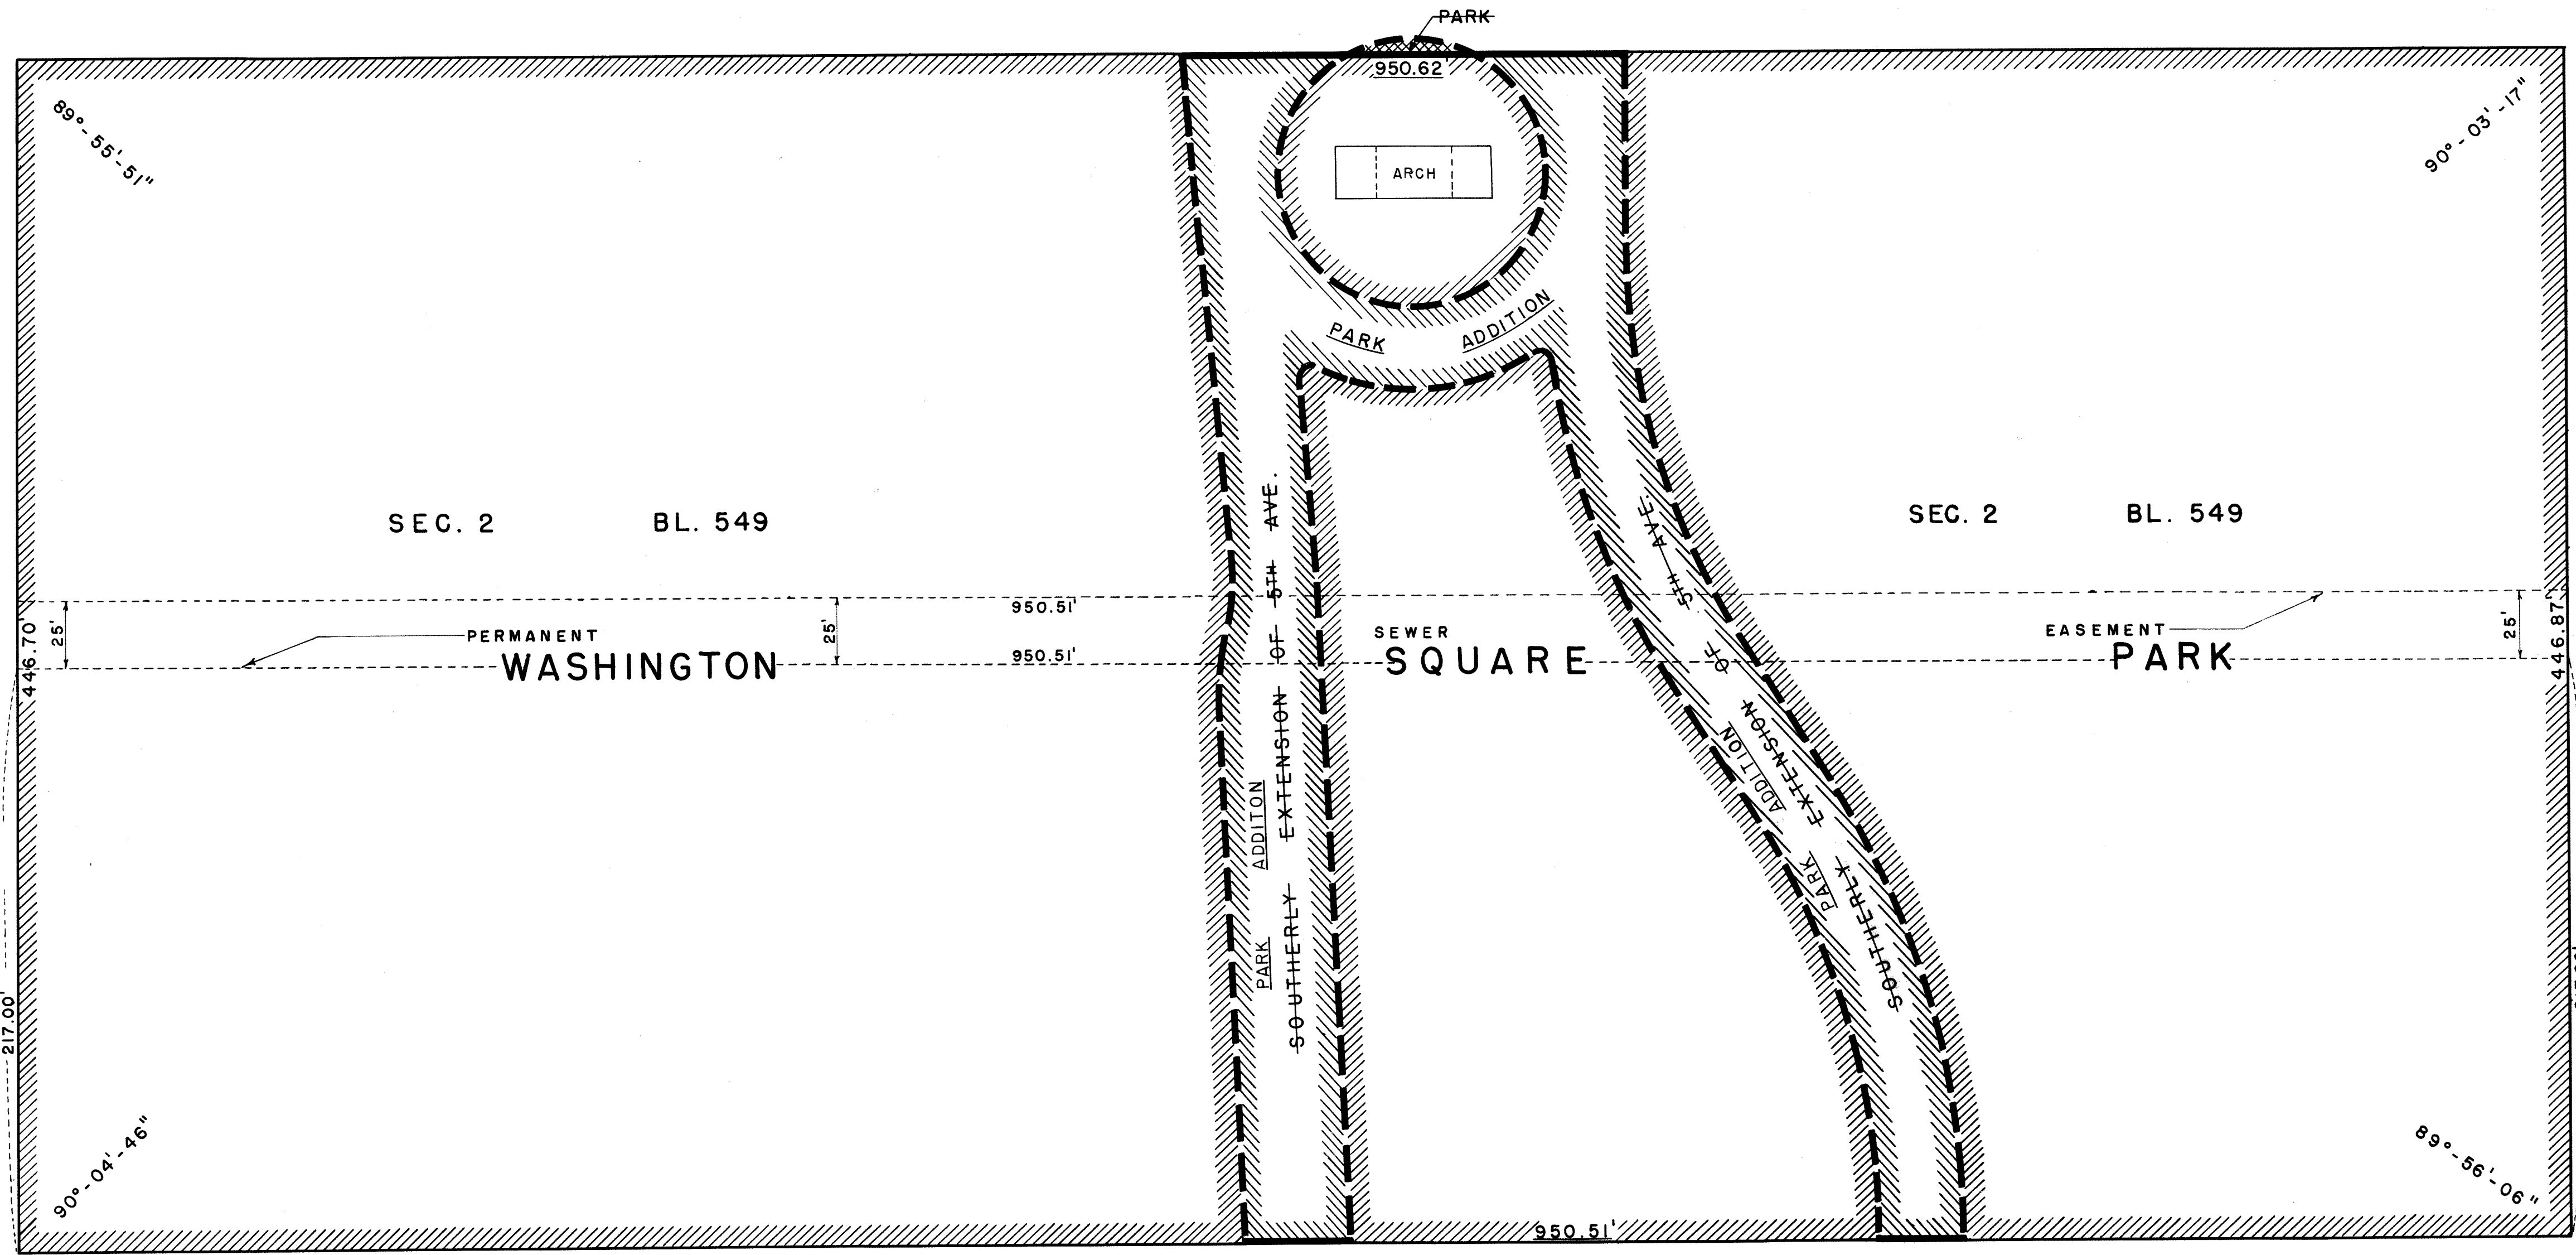 PARK
950.62'
89°-55'-51"
90°-03'-17"
ARCH
PARK ADDITION
SEC. 2 BL. 549
SEC. 2 BL. 549
SOUTHERLY EXTENSION OF 5TH AVE.
PARK ADDITON
SOUTHERLY EXTENSION OF 5TH AVE.
PARK ADDITION
950.51'
25'
25'
25'
446.70'
446.87'
PERMANENT SEWER EASEMENT
950.51'
WASHINGTON SQUARE PARK
217.00'
90°-04'-46"
89°-56'-06"
950.51'